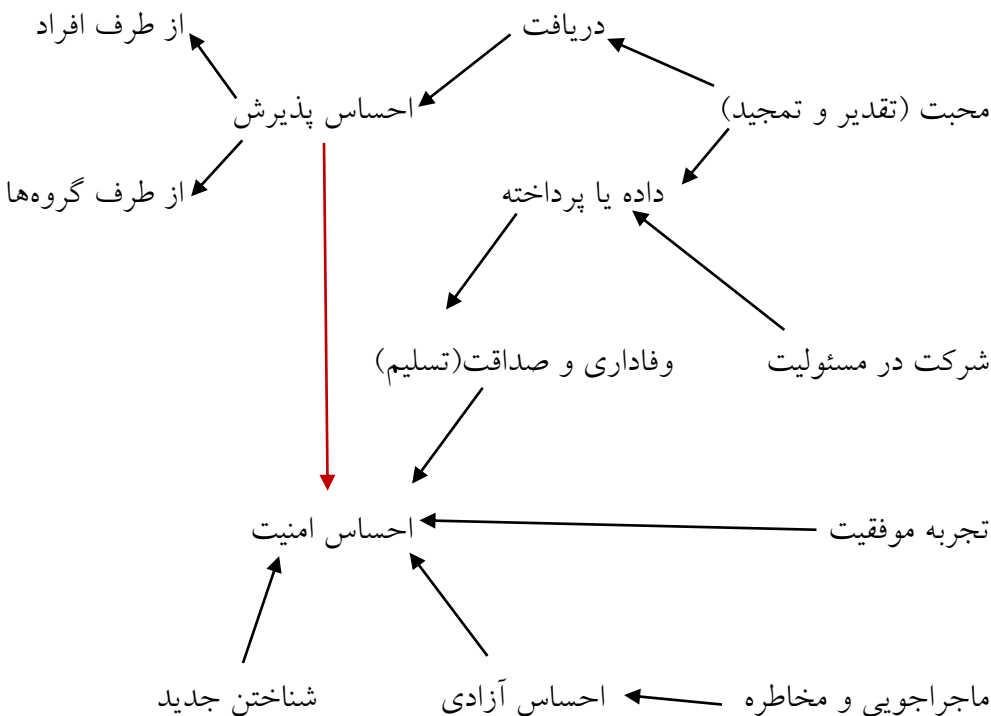 دریافت از طرف افراد
محبت (تقدیر و تمجید) احساس پذیرش
داده یا پرداخته از طرف گروه‌ها
شرکت در مسئولیت وفاداری و صداقت(تسلیم)
تجربه موفقیت احساس امنیت
ماجراجویی و مخاطره احساس آزادی شناختن جدید